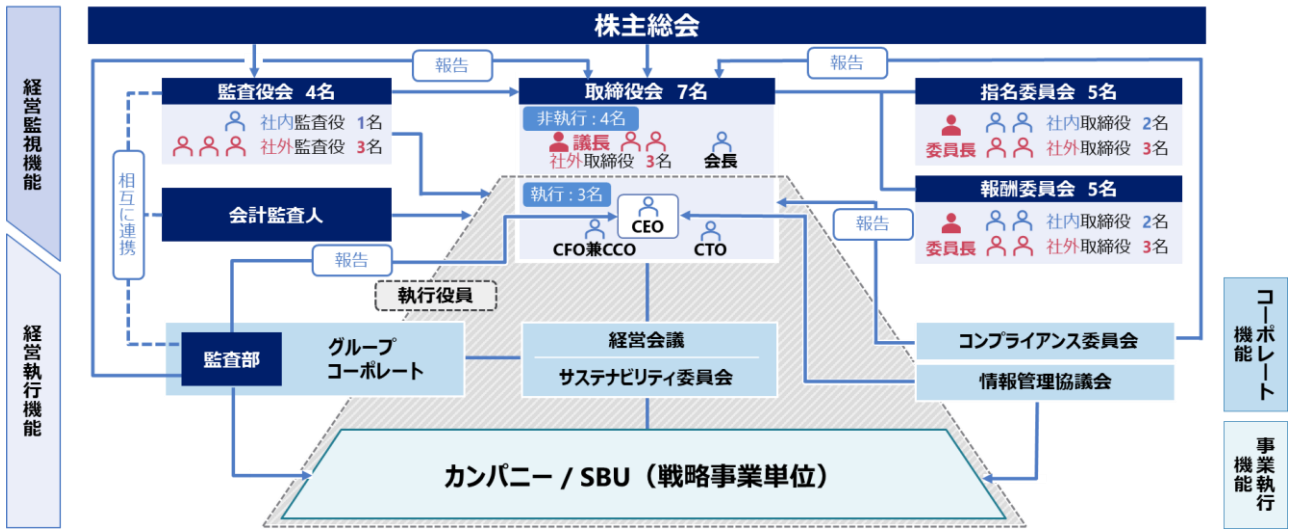 株主総会
経営監視機能
報告
報告
監査役会 4名
社内監査役 1名
社外監査役 3名
取締役会 7名
非執行：4名
議長
社外取締役 3名
会長
指名委員会 5名
社内取締役 2名
委員長
社外取締役 3名
報酬委員会 5名
社内取締役 2名
委員長
社外取締役 3名
相互に連携
会計監査人
執行：3名
CEO
CFO兼CCO
CTO
報告
報告
経営執行機能
執行役員
監査部
グループ
コーポレート
経営会議
サステナビリティ委員会
コンプライアンス委員会
情報管理協議会
コーポレート
機能
カンパニー / SBU（戦略事業単位）
事業執行
機能